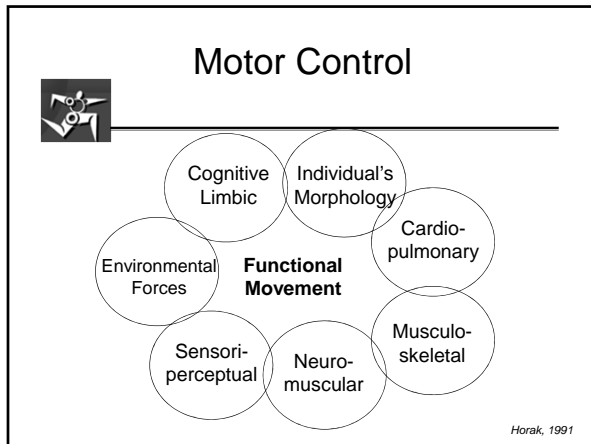 Motor Control
Cognitive
Limbic
Individual's
Morphology
Cardio-
pulmonary
Environmental
Forces
Functional
Movement
Musculo-
skeletal
Sensori-
perceptual
Neuro-
muscular
Horak, 1991